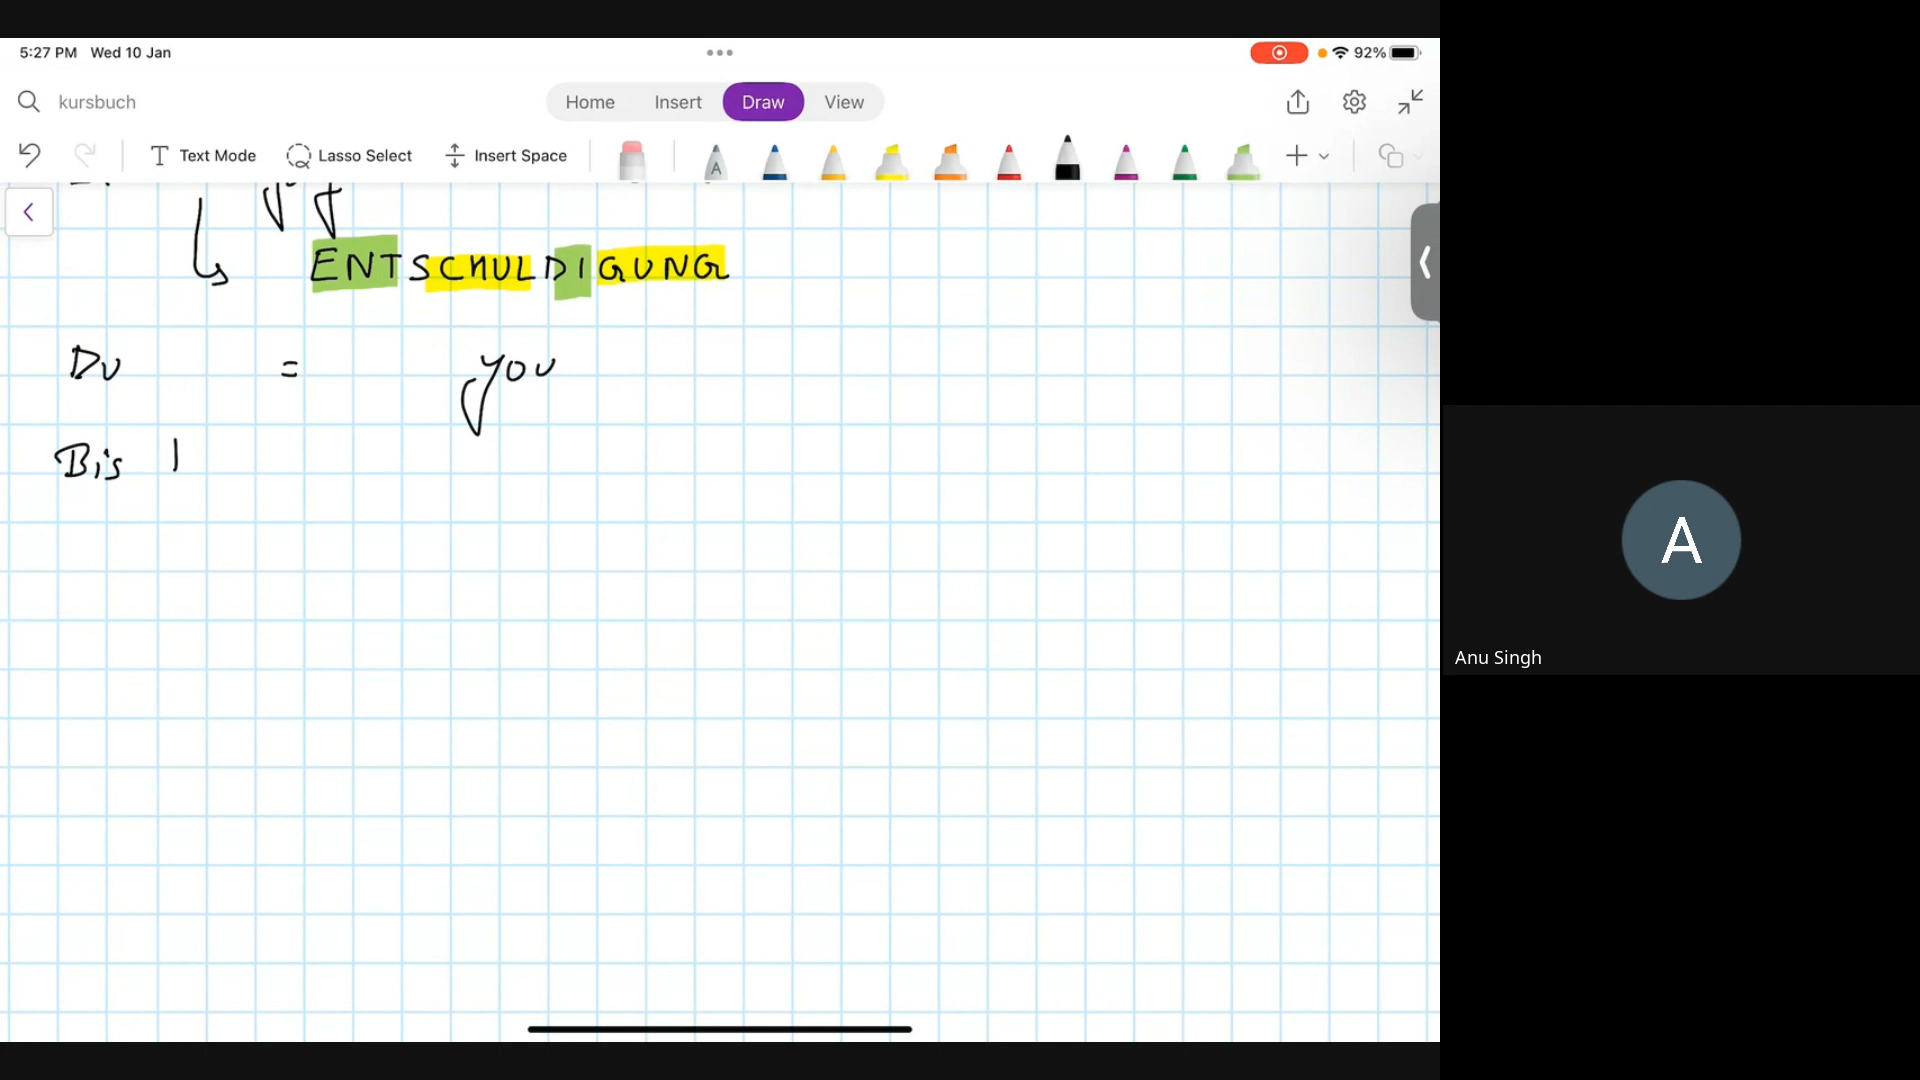 5:27 PM Wed 10 Jan 92%
kursbuch Home Insert Draw View
Text Mode Lasso Select Insert Space A
ENTSCHULDIGUNG
Du = you
Bis
A
Anu Singh